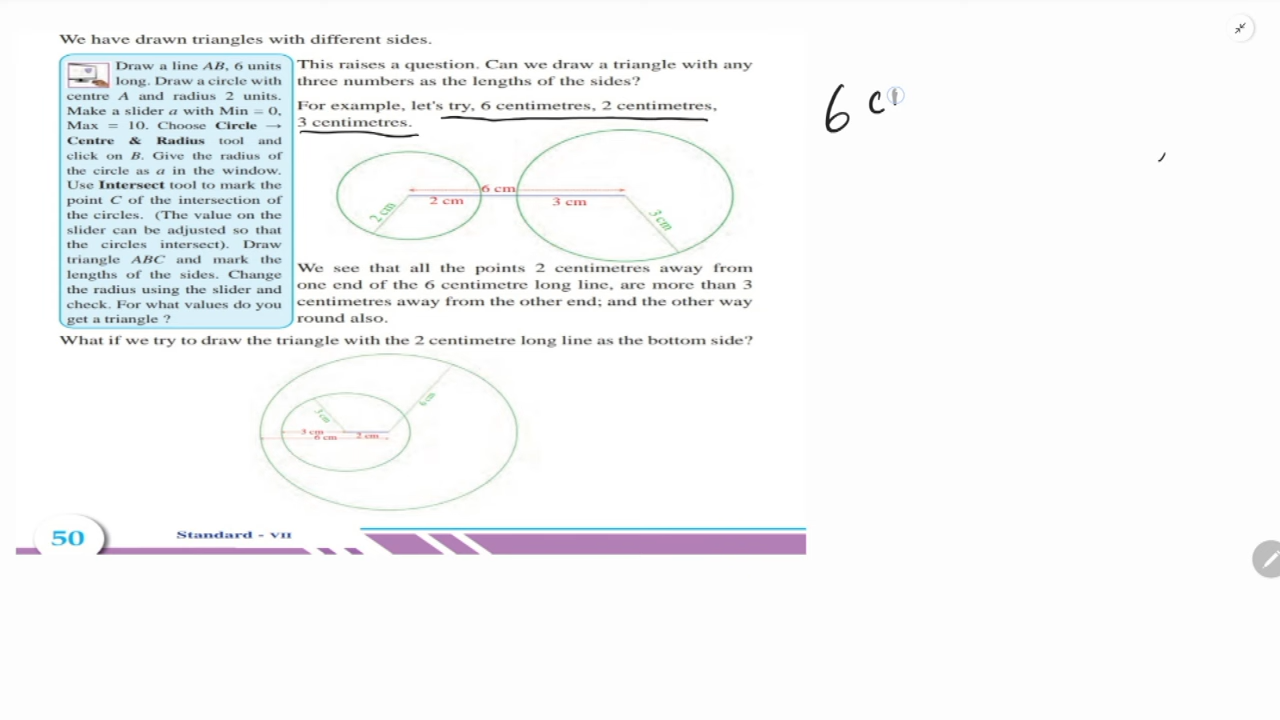 We have drawn triangles with different sides.
Draw a line AB, 6 units
long. Draw a circle with
centre A and radius 2 units.
Make a slider a with Min = 0,
Max = 10. Choose Circle →
Centre & Radius tool and
click on B. Give the radius of
the circle as a in the window.
Use Intersect tool to mark the
point C of the intersection of
the circles. (The value on the
slider can be adjusted so that
the circles intersect). Draw
triangle ABC and mark the
lengths of the sides. Change
the radius using the slider and
check. For what values do you
get a triangle ?
This raises a question. Can we draw a triangle with any
three numbers as the lengths of the sides?
For example, let's try, 6 centimetres, 2 centimetres,
3 centimetres.
6 cm
2 cm
3 cm
2 cm
3 cm
We see that all the points 2 centimetres away from
one end of the 6 centimetre long line, are more than 3
centimetres away from the other end; and the other way
round also.
What if we try to draw the triangle with the 2 centimetre long line as the bottom side?
3 cm
6 cm
3 cm
6 cm
2 cm
50
Standard - VII
6 c